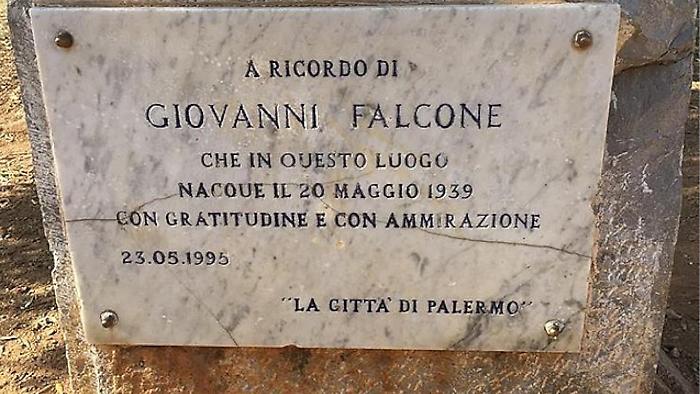 A RICORDO DI
GIOVANNI FALCONE
CHE IN QUESTO LUOGO
NACQUE IL 20 MAGGIO 1939
CON GRATITUDINE E CON AMMIRAZIONE
23.05.1995
"LA CITTA' DI PALERMO"